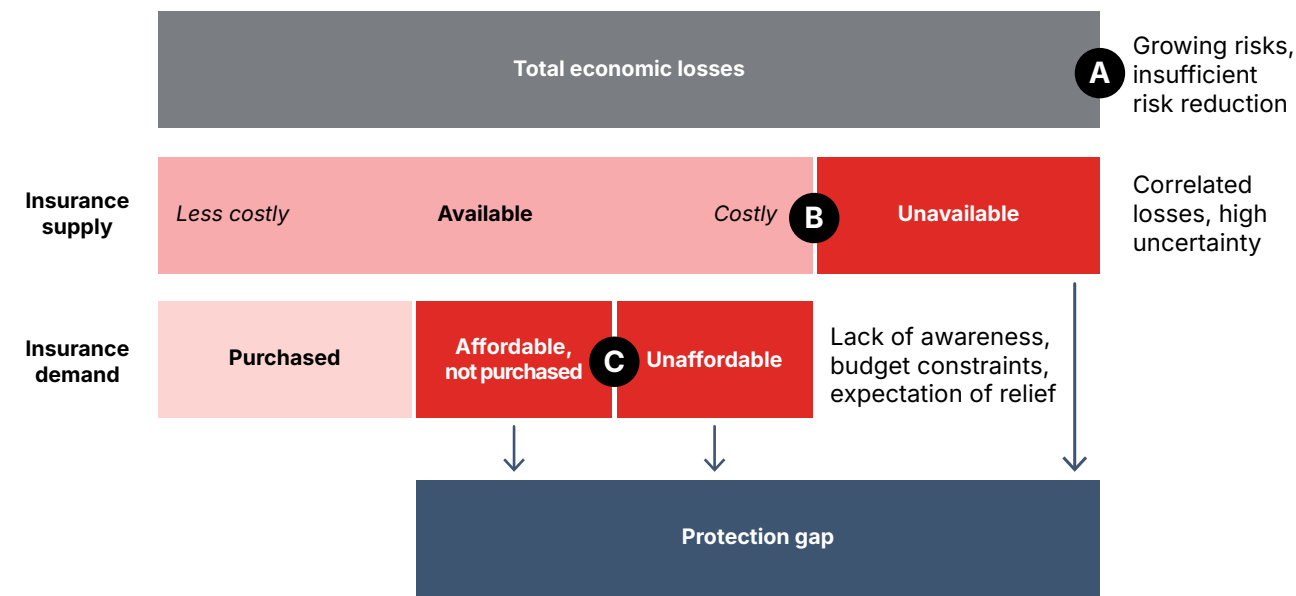 Total economic losses
A
Growing risks,
insufficient
risk reduction
Insurance
supply
Less costly
Available
Costly
B
Unavailable
Correlated
losses, high
uncertainty
Insurance
demand
Purchased
Affordable,
not purchased
C
Unaffordable
Lack of awareness,
budget constraints,
expectation of relief
Protection gap